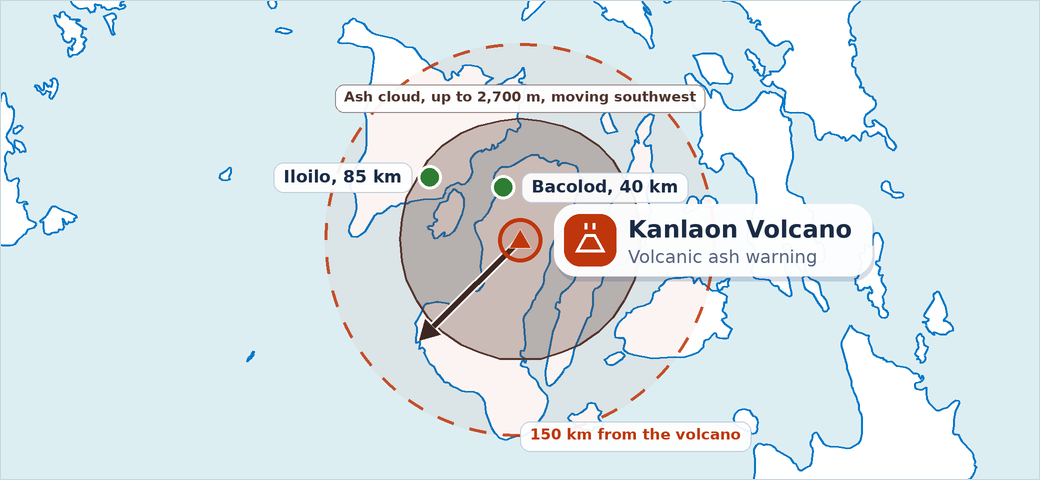 Ash cloud, up to 2,700 m, moving southwest
Iloilo, 85 km
Bacolod, 40 km
Kanlaon Volcano
Volcanic ash warning
150 km from the volcano